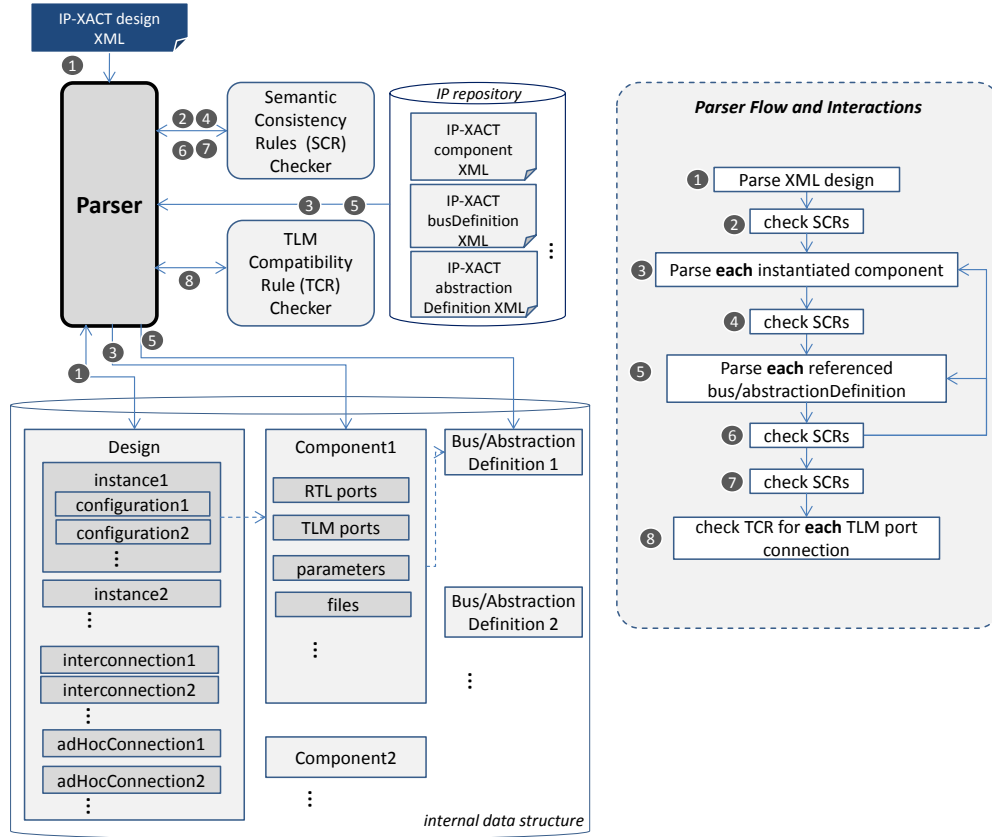 IP-XACT design
XML
1
Parser
2 4
6 7
Semantic
Consistency
Rules (SCR)
Checker
3 5
8
TLM
Compatibility
Rule (TCR)
Checker
IP repository
IP-XACT
component
XML
IP-XACT
busDefinition
XML
IP-XACT
abstraction
Definition XML
1
3
5
Design
instance1
configuration1
configuration2
instance2
interconnection1
interconnection2
adHocConnection1
adHocConnection2
Component1
RTL ports
TLM ports
parameters
files
Component2
Bus/Abstraction
Definition 1
Bus/Abstraction
Definition 2
internal data structure
Parser Flow and Interactions
1 Parse XML design
2 check SCRs
3 Parse each instantiated component
4 check SCRs
5 Parse each referenced
bus/abstractionDefinition
6 check SCRs
7 check SCRs
8 check TCR for each TLM port
connection